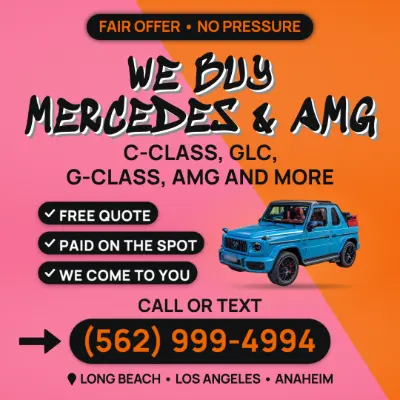 FAIR OFFER • NO PRESSURE
WE BUY
MERCEDES & AMG
C-CLASS, GLC,
G-CLASS, AMG AND MORE
FREE QUOTE
PAID ON THE SPOT
WE COME TO YOU
CALL OR TEXT
(562) 999-4994
LONG BEACH • LOS ANGELES • ANAHEIM